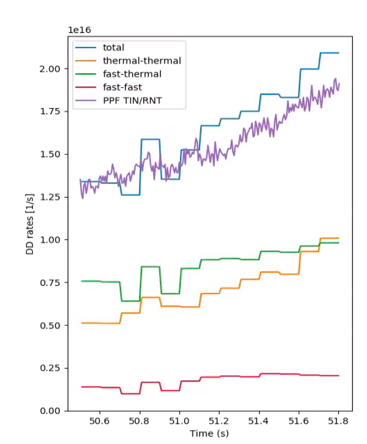 1e16
total
thermal-thermal
fast-thermal
fast-fast
PPF TIN/RNT
2.00
1.75
1.50
1.25
1.00
0.75
0.50
0.25
0.00
DD rates [1/s]
50.6 50.8 51.0 51.2 51.4 51.6 51.8
Time (s)